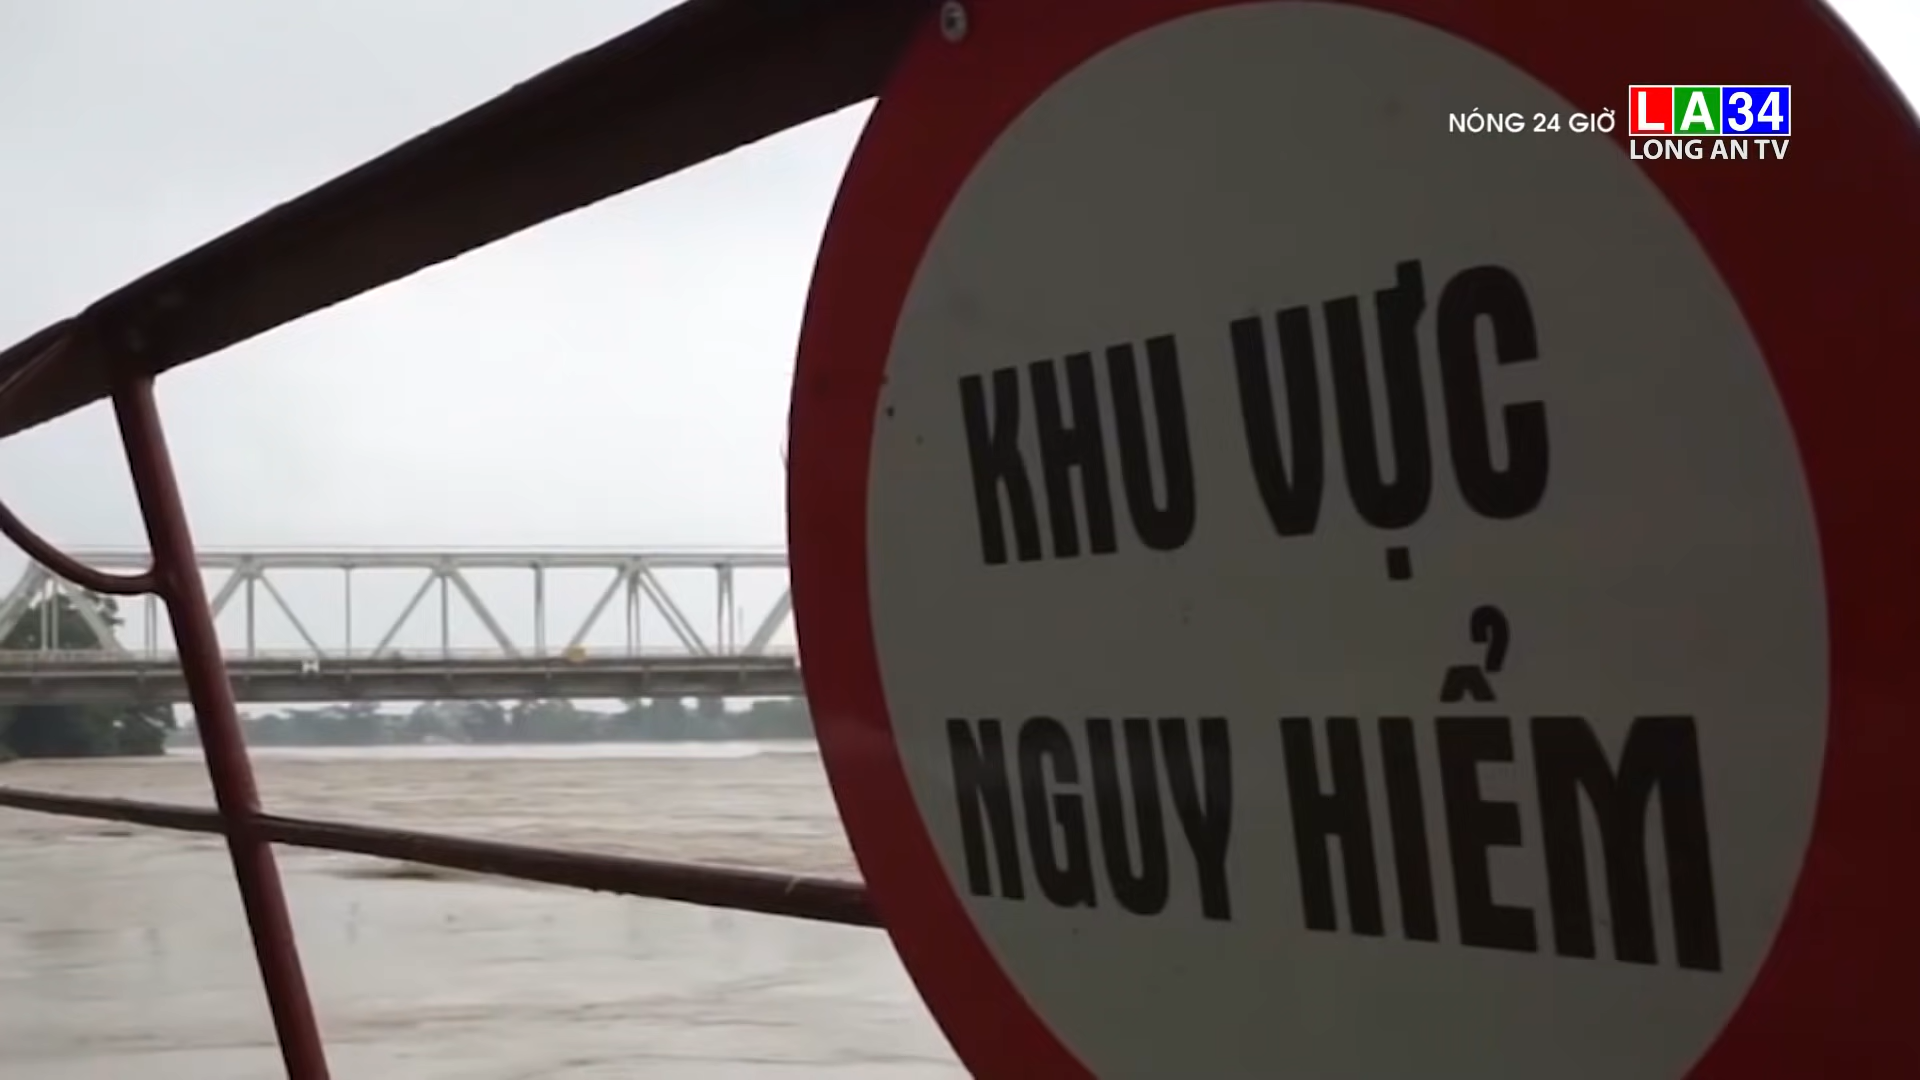 NÓNG 24 GIỜ
LA34
LONG AN TV
KHU VỰC
NGUY HIỂM